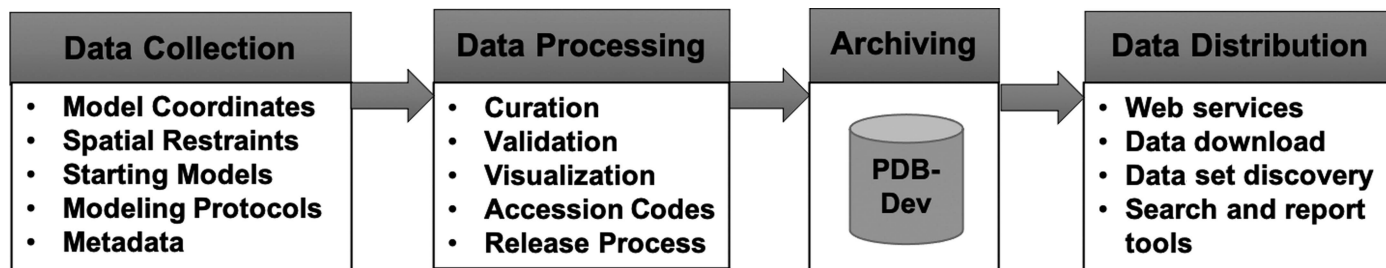 Data Collection
• Model Coordinates
• Spatial Restraints
• Starting Models
• Modeling Protocols
• Metadata
Data Processing
• Curation
• Validation
• Visualization
• Accession Codes
• Release Process
Archiving
PDB-
Dev
Data Distribution
• Web services
• Data download
• Data set discovery
• Search and report
tools